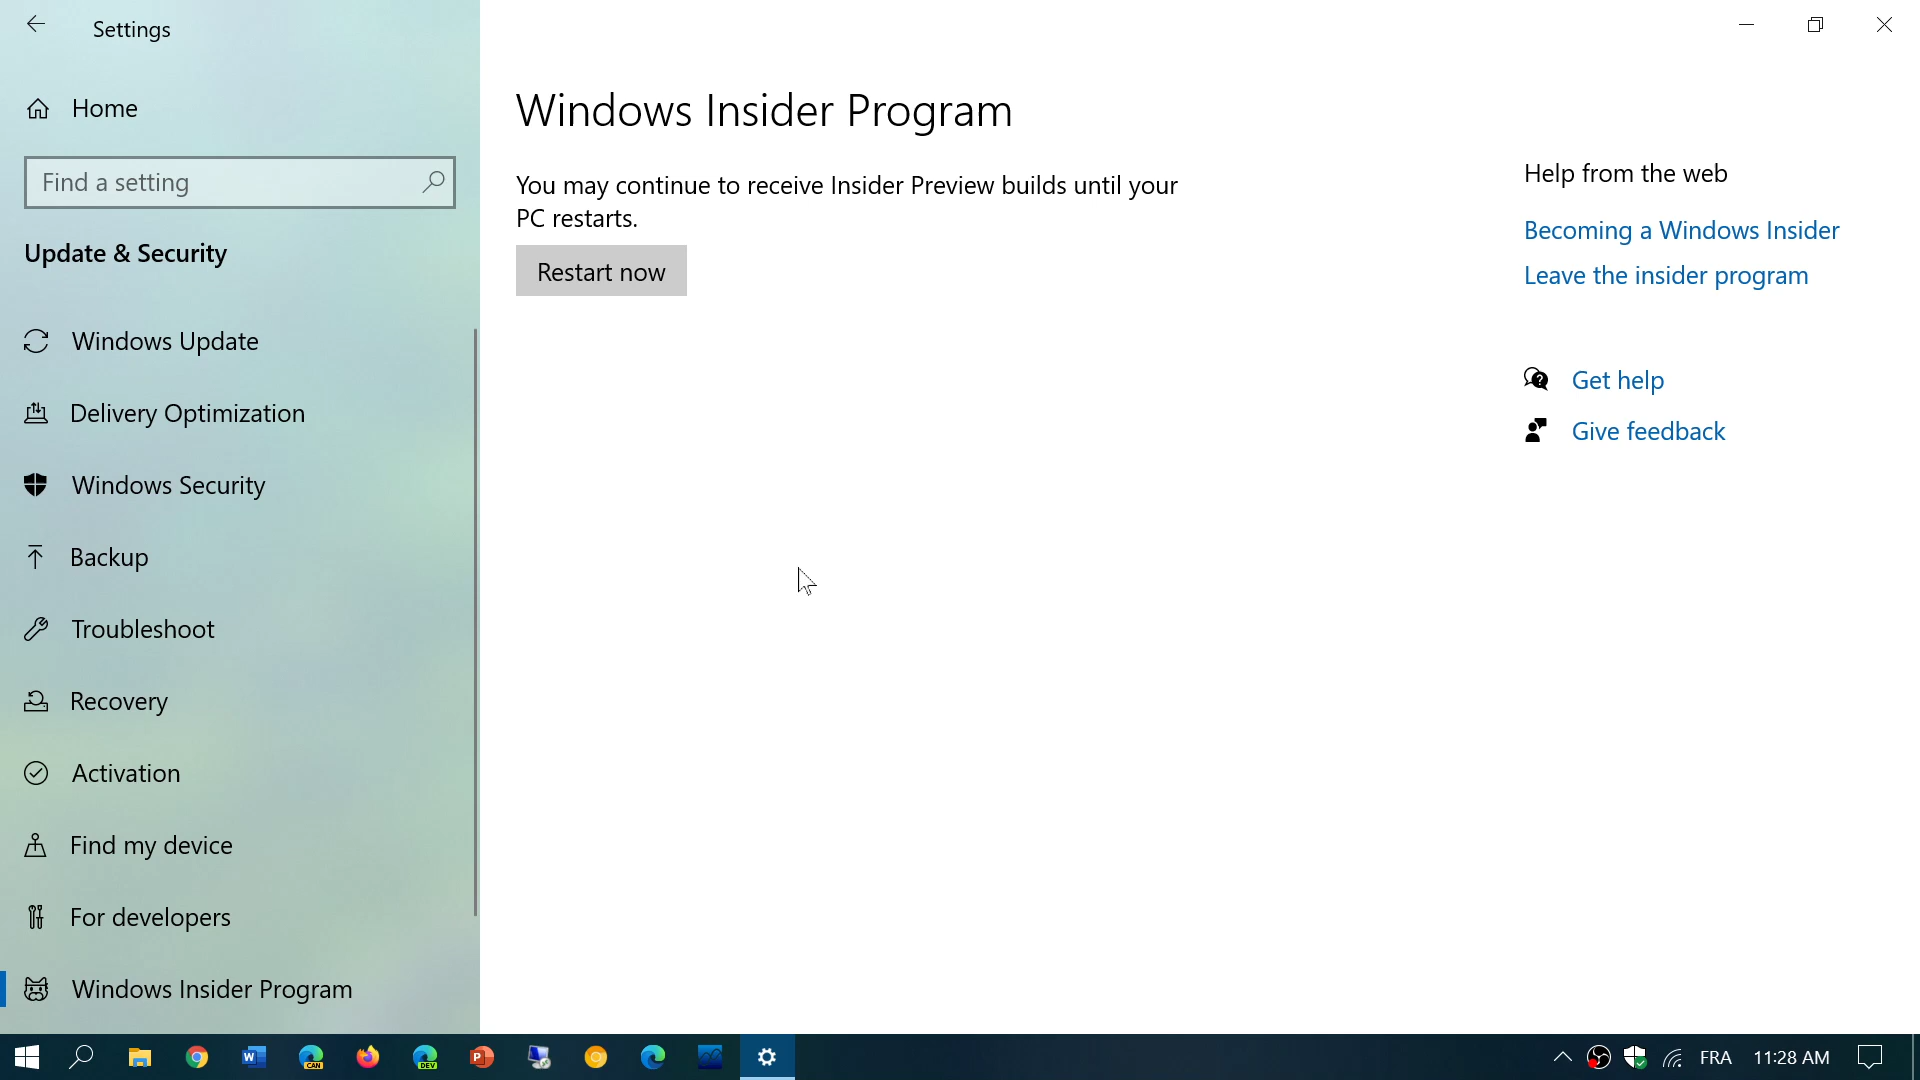 Settings
Home
Find a setting
Update & Security
Windows Update
Delivery Optimization
Windows Security
Backup
Troubleshoot
Recovery
Activation
Find my device
For developers
Windows Insider Program
Windows Insider Program
You may continue to receive Insider Preview builds until your
PC restarts.
Restart now
Help from the web
Becoming a Windows Insider
Leave the insider program
Get help
Give feedback
W
CAN
DEV
P
FRA
11:28 AM